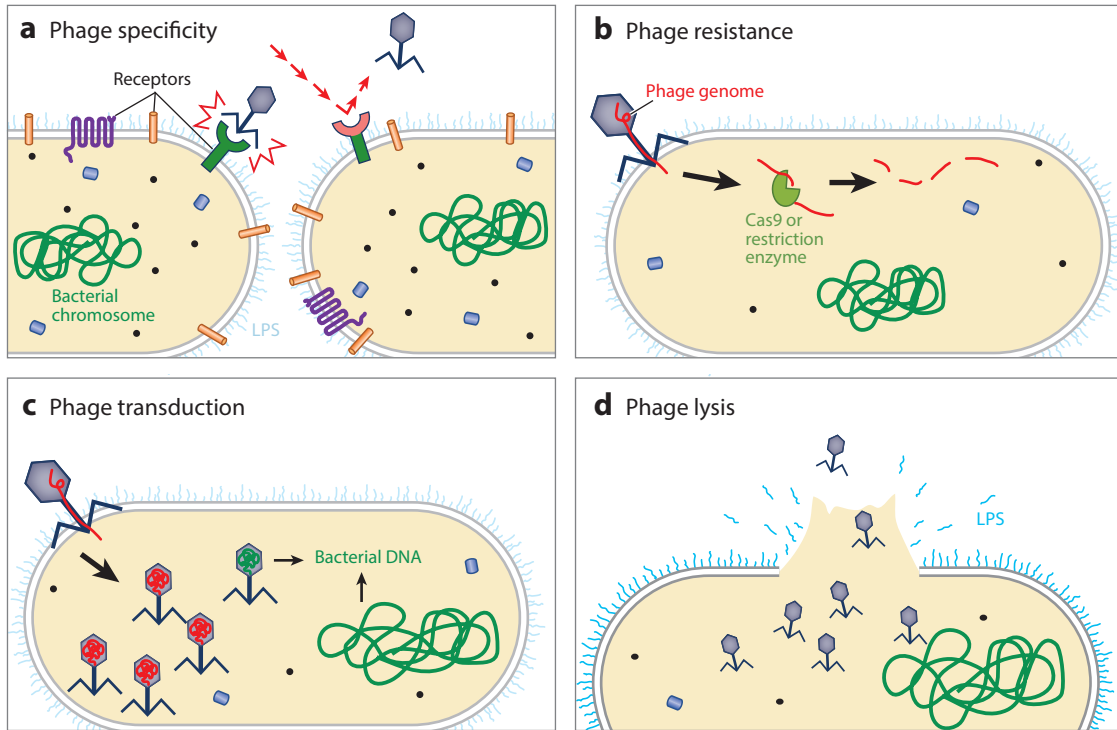 a Phage specificity
Receptors
Bacterial
chromosome
LPS
b Phage resistance
Phage genome
Cas9 or
restriction
enzyme
c Phage transduction
Bacterial DNA
d Phage lysis
LPS